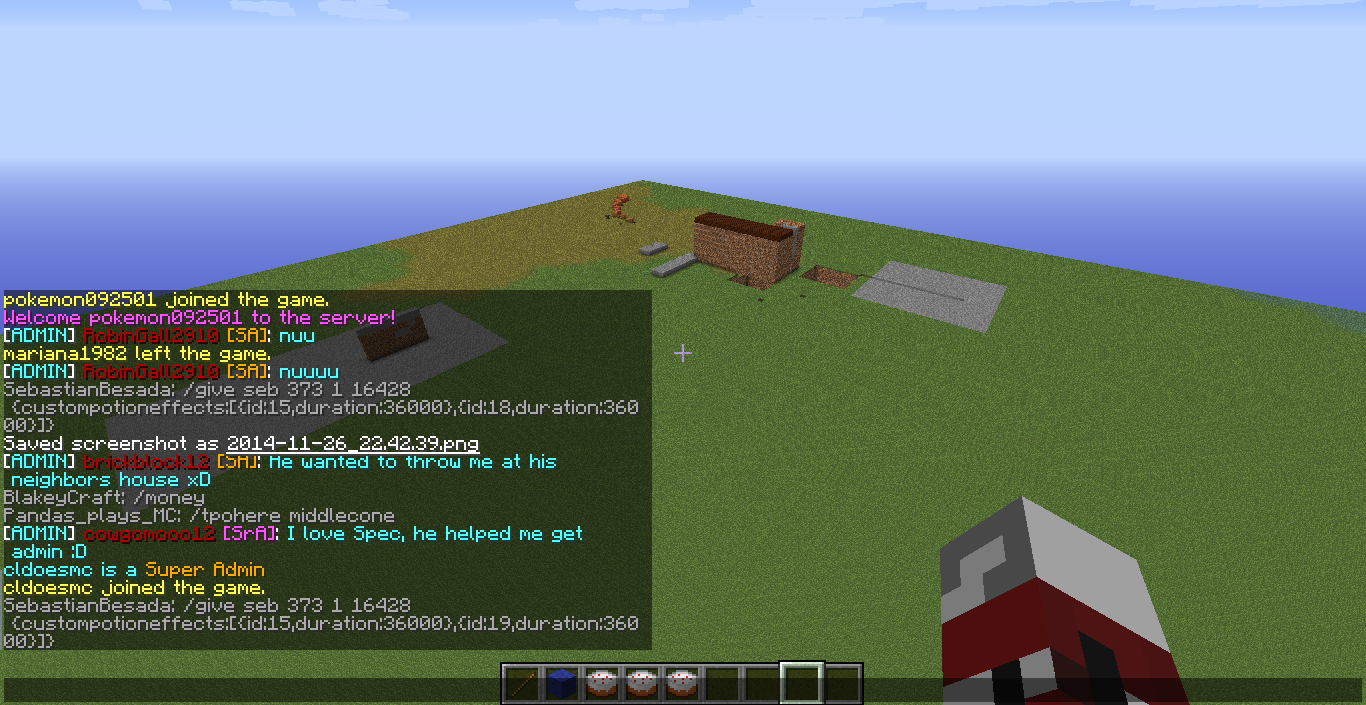 pokemon092501 joined the game.
Welcome pokemon092501 to the server!
[ADMIN] RobinGall2910 [SA]: nuu
mariana1982 left the game.
[ADMIN] RobinGall2910 [SA]: nuuuu
SebastianBesada: /give seb 373 1 16428
{custompotioneffects:[{id:15,duration:36000},{id:18,duration:360
00}]}
Saved screenshot as 2014-11-26_22.42.39.png
[ADMIN] brickblock12 [SA]: He wanted to throw me at his
neighbors house xD
BlakeyCraft: /money
Pandas_plays_MC: /tpohere middlecone
[ADMIN] cowgomooo12 [SrA]: I love Spec, he helped me get
admin :D
cldoesmc is a Super Admin
cldoesmc joined the game.
SebastianBesada: /give seb 373 1 16428
{custompotioneffects:[{id:15,duration:36000},{id:19,duration:360
00}]}